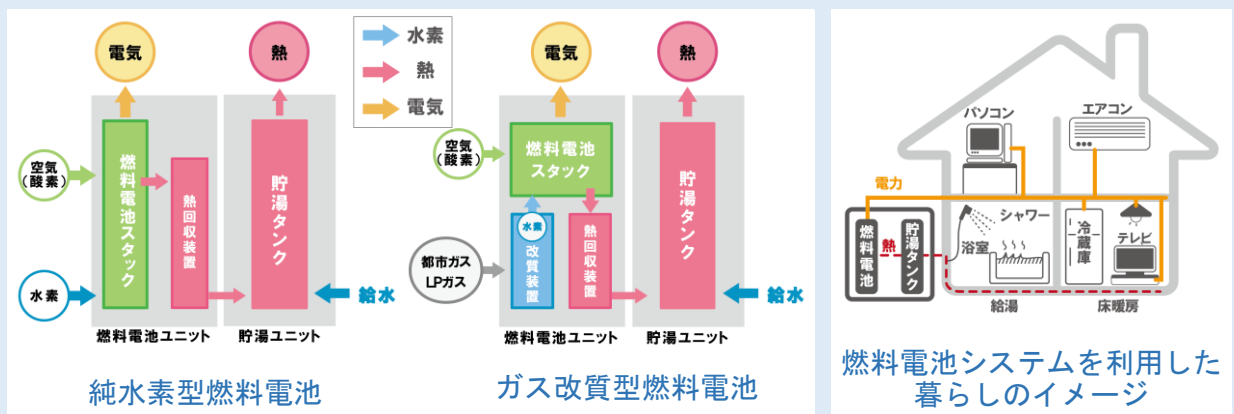 電気
熱
空気
(酸素)
水素
燃料電池スタック
熱回収装置
貯湯タンク
給水
燃料電池ユニット
貯湯ユニット
純水素型燃料電池
水素
熱
電気
電気
熱
空気
(酸素)
都市ガス
LPガス
燃料電池
スタック
水素
改質装置
熱回収装置
貯湯タンク
給水
燃料電池ユニット
貯湯ユニット
ガス改質型燃料電池
パソコン
エアコン
電力
シャワー
浴室
冷蔵庫
テレビ
燃料電池
熱
貯湯タンク
給湯
床暖房
燃料電池システムを利用した
暮らしのイメージ